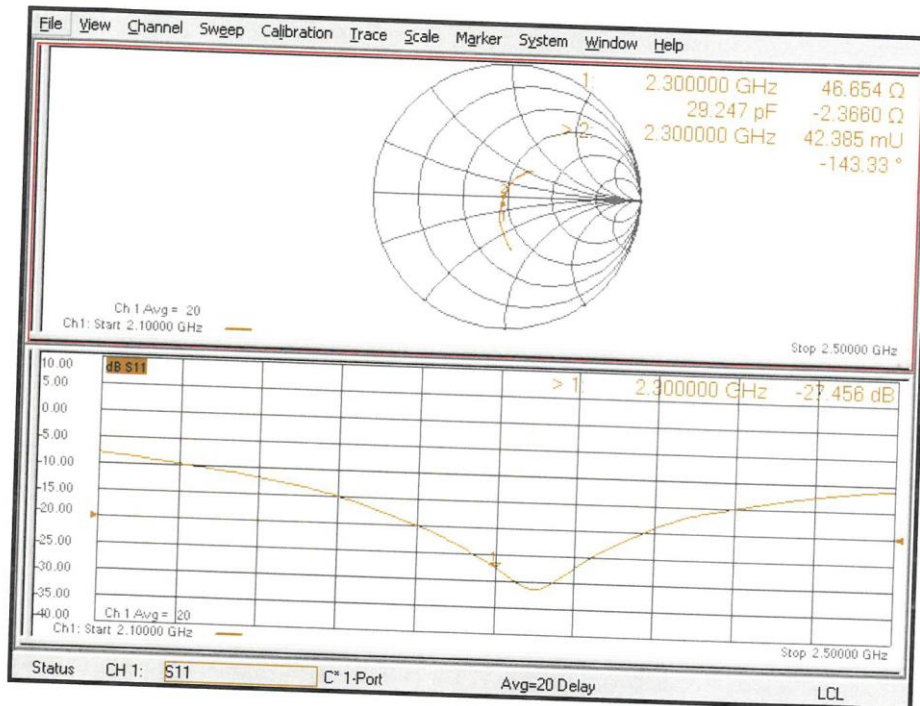 File View Channel Sweep Calibration Trace Scale Marker System Window Help
1: 2.300000 GHz 46.654 Ω
29.247 pF -2.3660 Ω
> 2: 2.300000 GHz 42.385 mU
-143.33 °
Ch 1 Avg = 20
Ch1: Start 2.10000 GHz
Stop 2.50000 GHz
dB S11
> 1: 2.300000 GHz -27.456 dB
10.00
5.00
0.00
-5.00
-10.00
-15.00
-20.00
-25.00
-30.00
-35.00
-40.00
1
Ch 1 Avg = 20
Ch1: Start 2.10000 GHz
Stop 2.50000 GHz
Status CH 1: S11 C* 1-Port Avg=20 Delay LCL